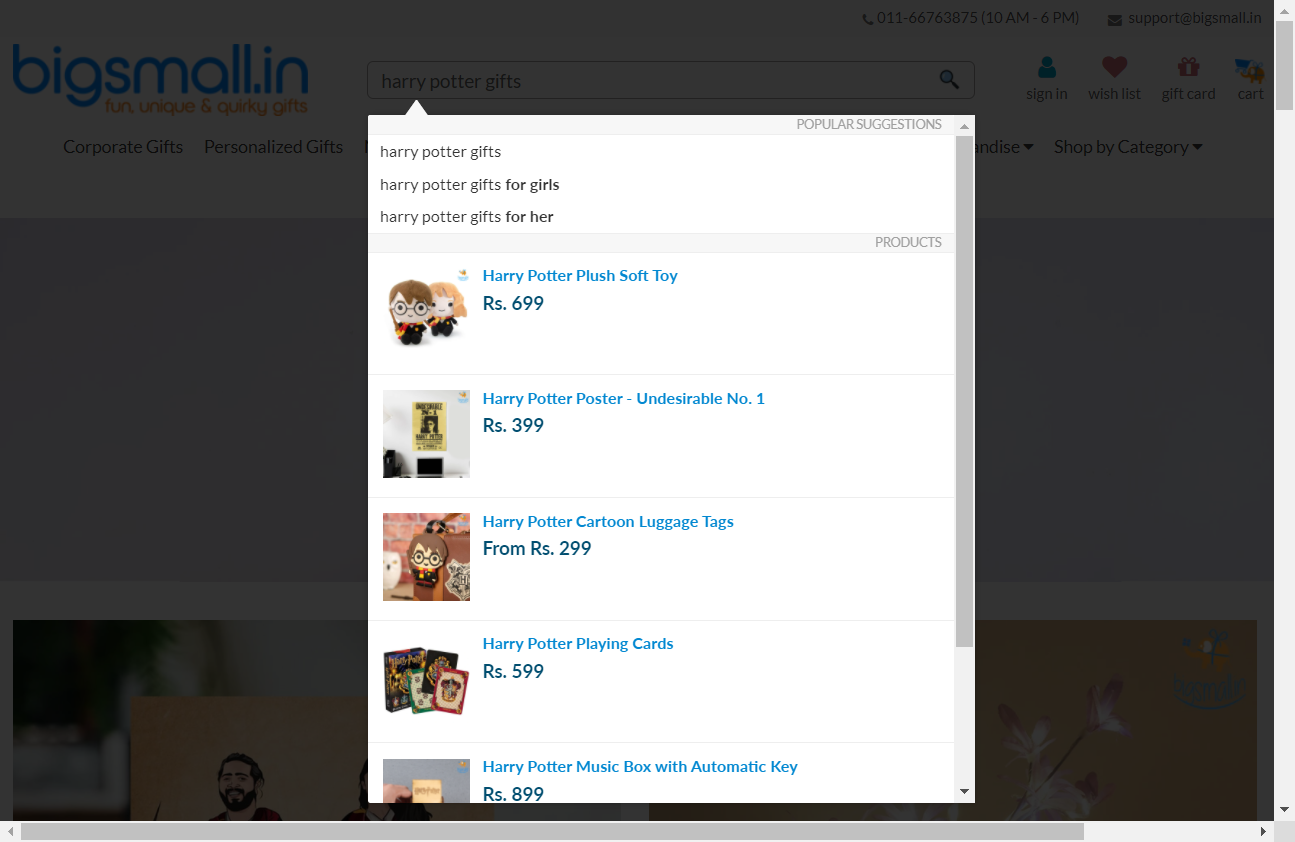 011-66763875 (10 AM - 6 PM) support@bigsmall.in
bigsmall.in
fun, unique & quirky gifts
harry potter gifts
sign in wish list gift card cart
Corporate Gifts Personalized Gifts Shop by Category
POPULAR SUGGESTIONS
harry potter gifts
harry potter gifts for girls
harry potter gifts for her
PRODUCTS
Harry Potter Plush Soft Toy
Rs. 699
Harry Potter Poster - Undesirable No. 1
Rs. 399
UNDESIRABLE
HARRY POTTER
Harry Potter Cartoon Luggage Tags
From Rs. 299
Harry Potter Playing Cards
Rs. 599
Harry Potter Music Box with Automatic Key
Rs. 899